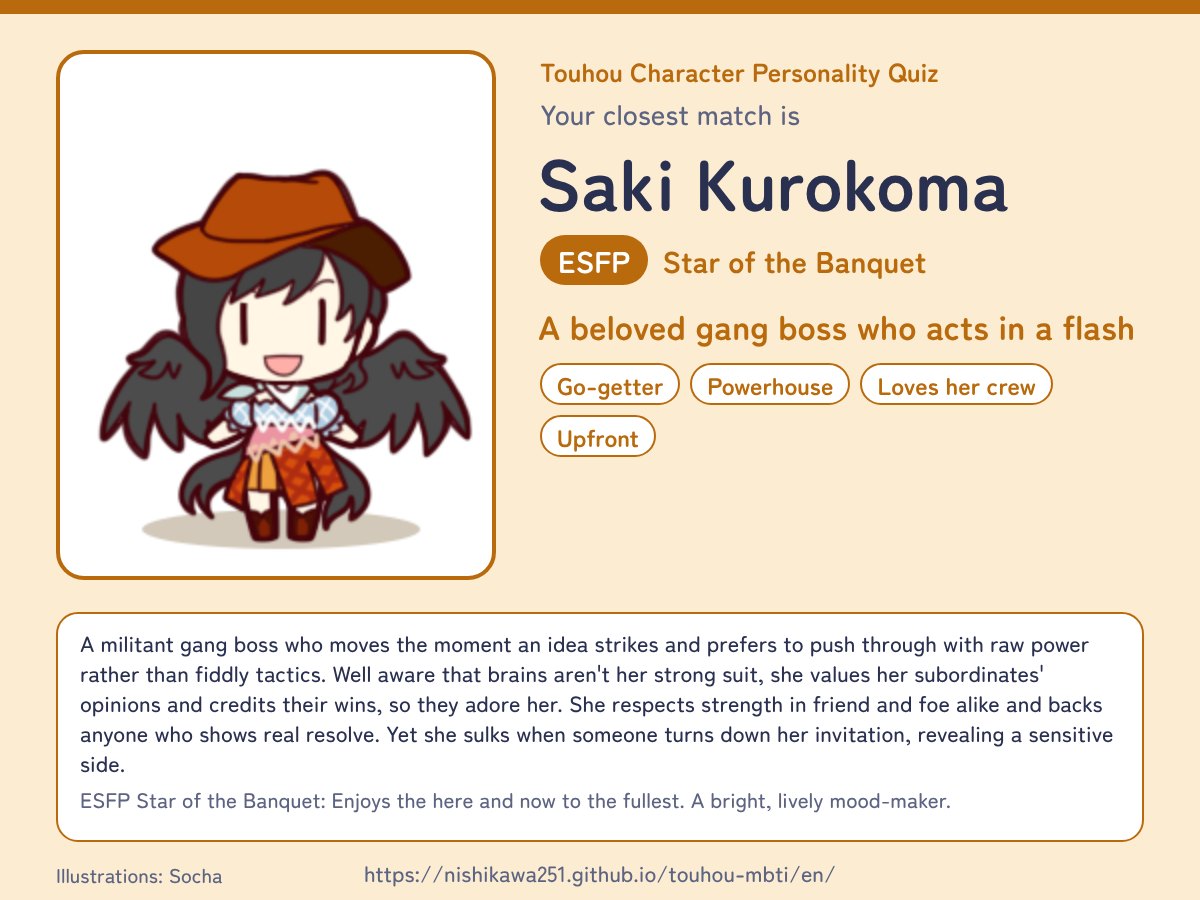 Touhou Character Personality Quiz
Your closest match is
Saki Kurokoma
ESFP Star of the Banquet
A beloved gang boss who acts in a flash
Go-getter Powerhouse Loves her crew
Upfront
A militant gang boss who moves the moment an idea strikes and prefers to push through with raw power
rather than fiddly tactics. Well aware that brains aren't her strong suit, she values her subordinates'
opinions and credits their wins, so they adore her. She respects strength in friend and foe alike and backs
anyone who shows real resolve. Yet she sulks when someone turns down her invitation, revealing a sensitive
side.
ESFP Star of the Banquet: Enjoys the here and now to the fullest. A bright, lively mood-maker.
Illustrations: Socha https://nishikawa251.github.io/touhou-mbti/en/